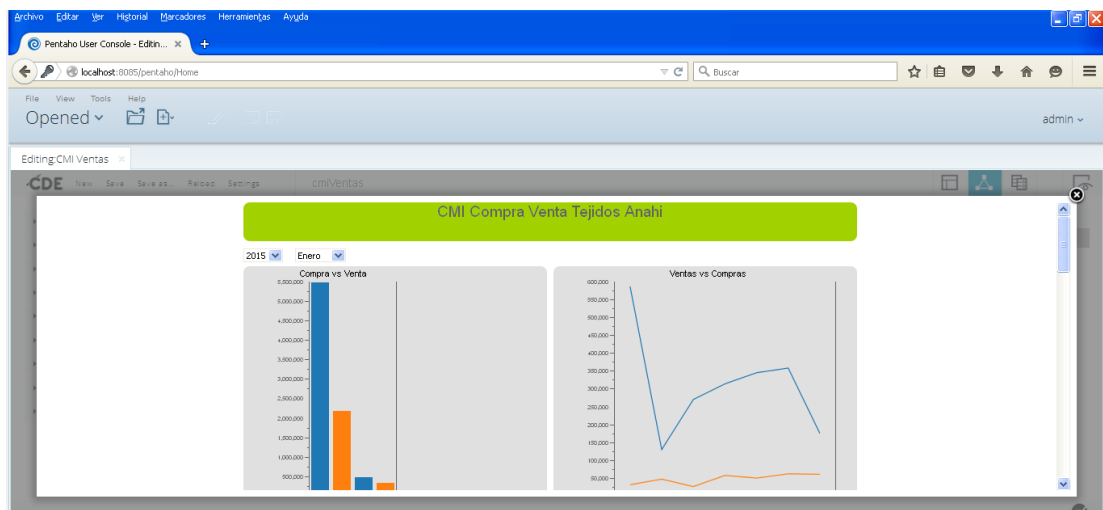 Archivo Editar Ver Historial Marcadores Herramientas Ayuda
Pentaho User Console - Editin...
localhost:8085/pentaho/Home
Buscar
File View Tools Help
Opened
admin
Editing:CMI Ventas
CDE New Save Save as... Reload Settings cmiVentas
CMI Compra Venta Tejidos Anahi
2015 Enero
Compra vs Venta
5,500,000
5,000,000
4,500,000
4,000,000
3,500,000
3,000,000
2,500,000
2,000,000
1,500,000
1,000,000
500,000
Ventas vs Compras
600,000
550,000
500,000
450,000
400,000
350,000
300,000
250,000
200,000
150,000
100,000
50,000